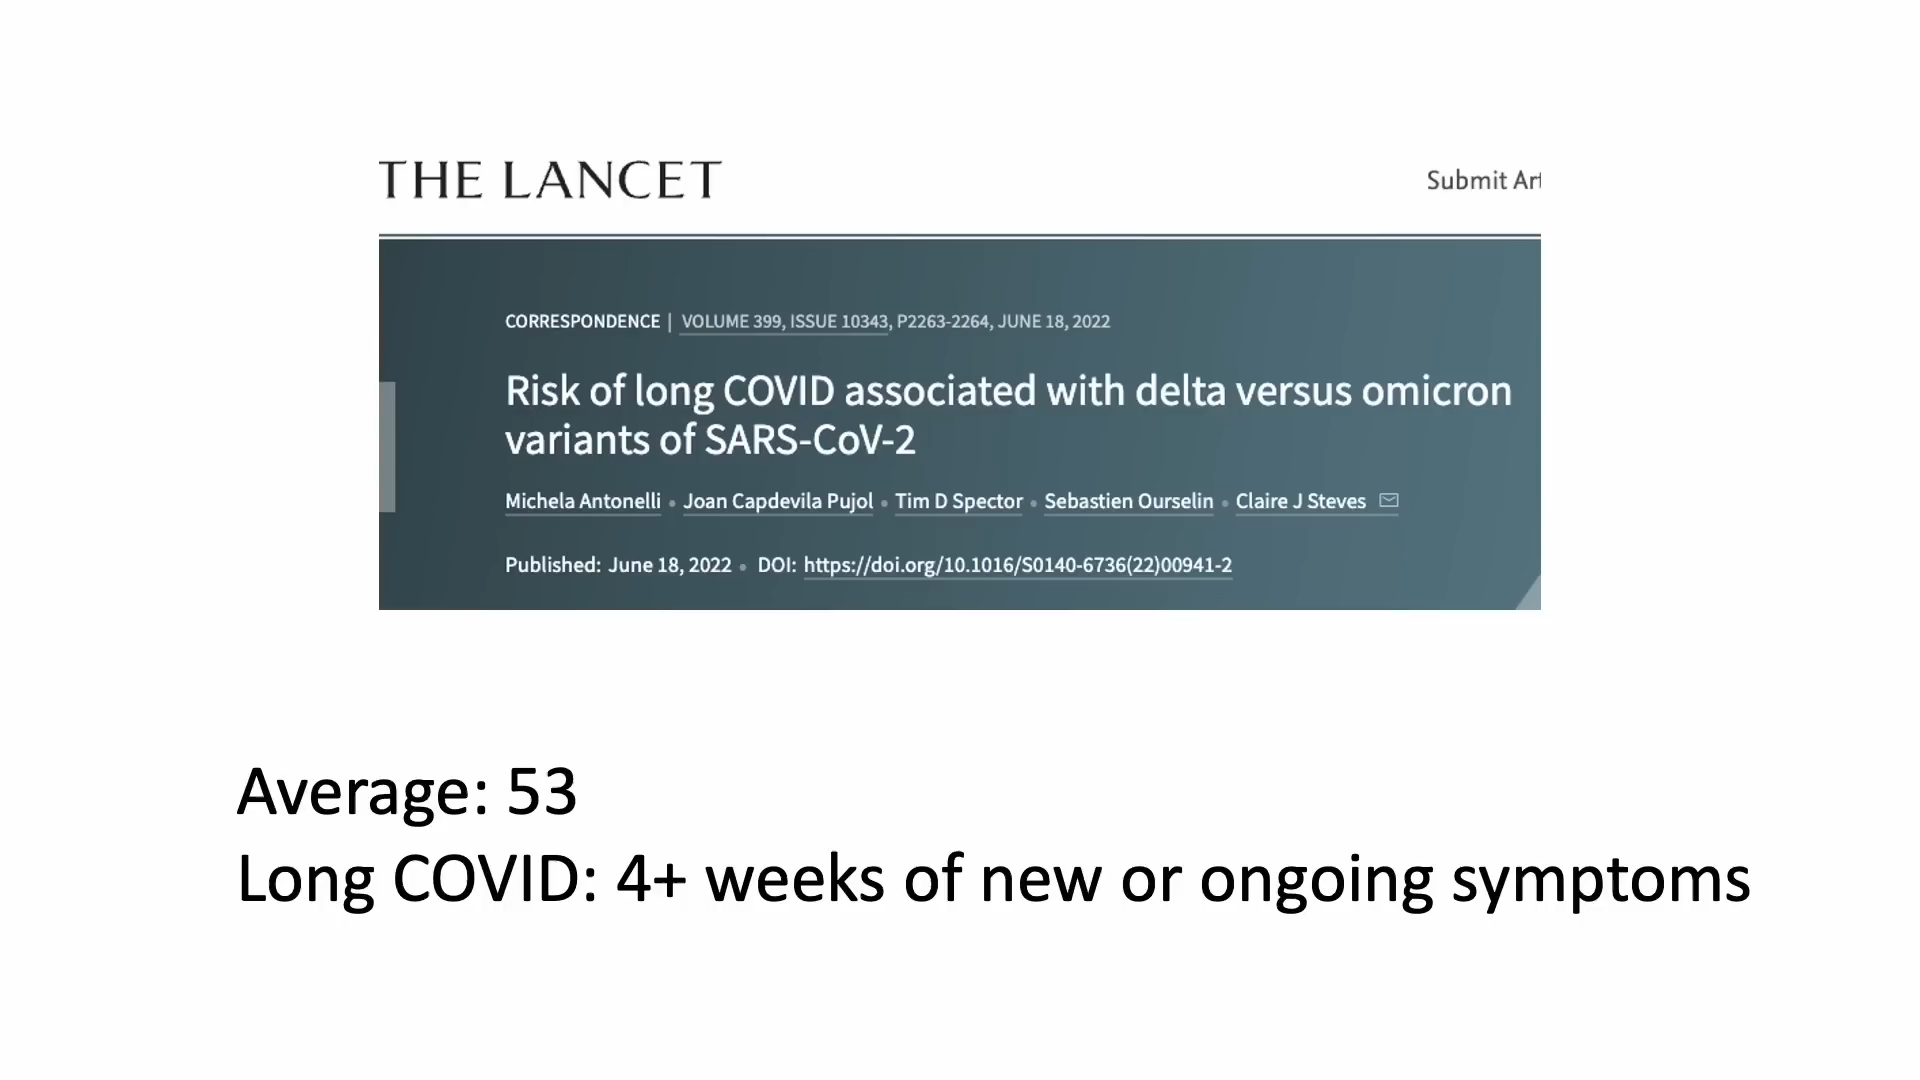 THE LANCET
Submit Art
CORRESPONDENCE | VOLUME 399, ISSUE 10343, P2263-2264, JUNE 18, 2022
Risk of long COVID associated with delta versus omicron
variants of SARS-CoV-2
Michela Antonelli • Joan Capdevila Pujol • Tim D Spector • Sebastien Ourselin • Claire J Steves
Published: June 18, 2022 • DOI: https://doi.org/10.1016/S0140-6736(22)00941-2
Average: 53
Long COVID: 4+ weeks of new or ongoing symptoms